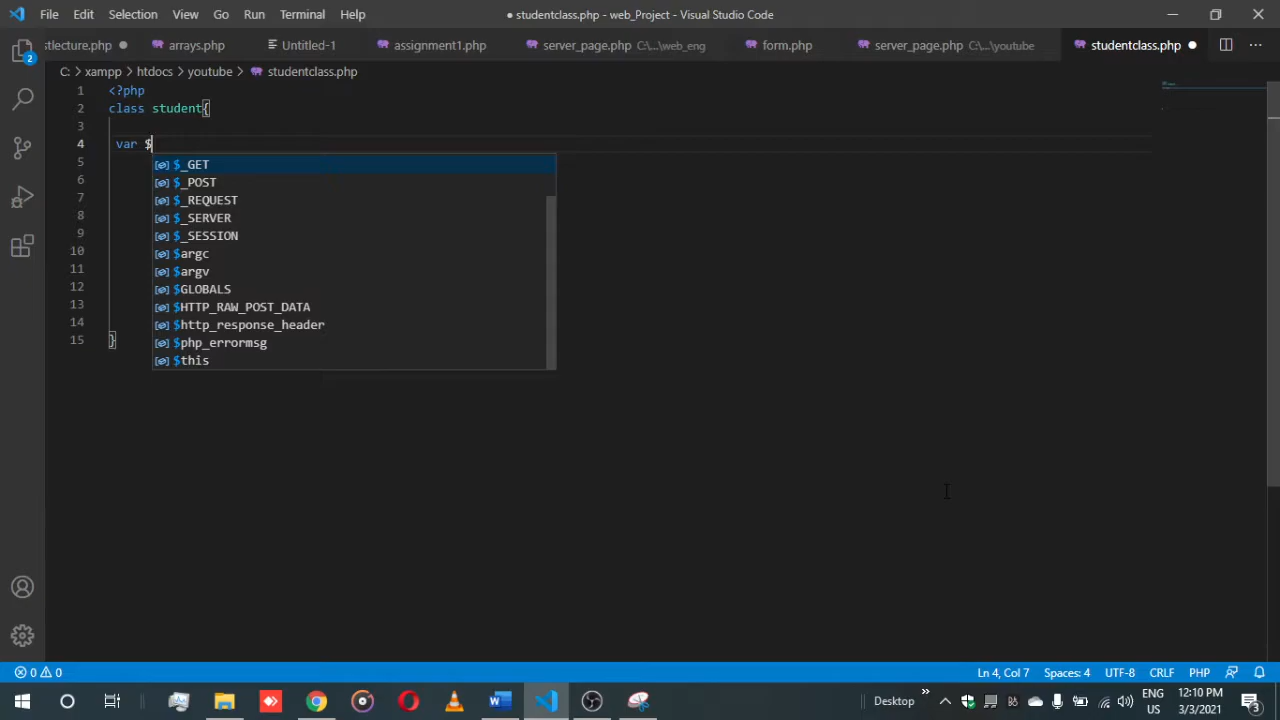 File Edit Selection View Go Run Terminal Help
● studentclass.php - web_Project - Visual Studio Code
stlecture.php ● arrays.php Untitled-1 assignment1.php server_page.php C:\...\web_eng form.php server_page.php C:\...\youtube studentclass.php ● ...
2
C: > xampp > htdocs > youtube > studentclass.php
1 <?php
2 class student{
3
4 var $
5 $_GET
6 $_POST
7 $_REQUEST
8 $_SERVER
9 $_SESSION
10 $argc
11 $argv
12 $GLOBALS
13 $HTTP_RAW_POST_DATA
14 $http_response_header
$php_errormsg
15 }
$this
0 0 Ln 4, Col 7 Spaces: 4 UTF-8 CRLF PHP
Desktop » ENG US 12:10 PM 3/3/2021 3